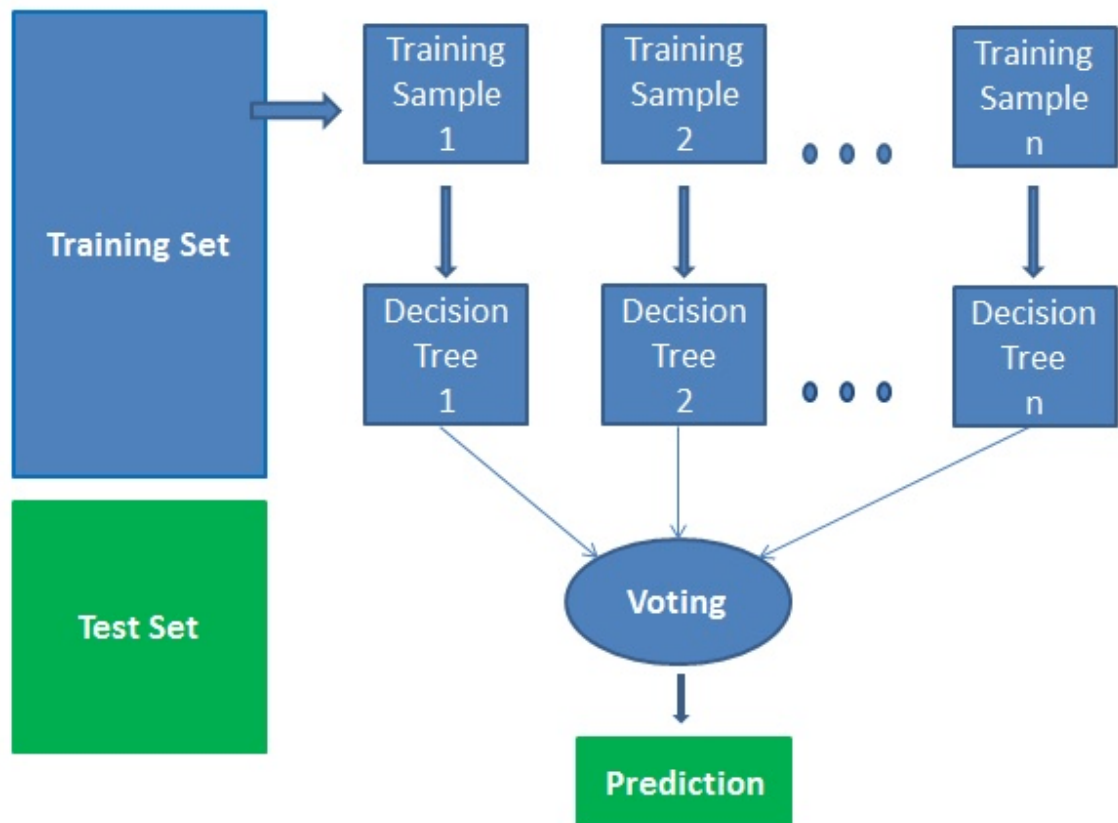 Training Set
Training
Sample
1
Training
Sample
2
Training
Sample
n
Decision
Tree
1
Decision
Tree
2
Decision
Tree
n
Test Set
Voting
Prediction